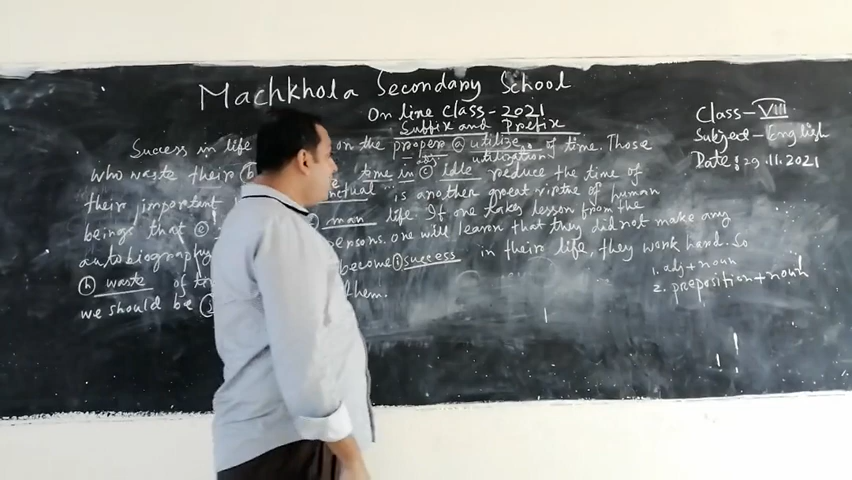 Machkhola Secondary School
On line class-2021
Suffix and Prefix
Class-VIII
Subject-English
Date: 29.11.2021
Success in life on the proper ⓐ utilize of time. Those
utilization
who waste their (b time in ⓒ Idle reduce the time of
their important is another great virtue of human
beings that ⓔ man life. If one takes lesson from the
autobiography persons. one will learn that they did not make any
ⓗ waste of become ⓘ success in their life, they work hard. So
we should be them.
1. adj + noun
2. preposition + noun